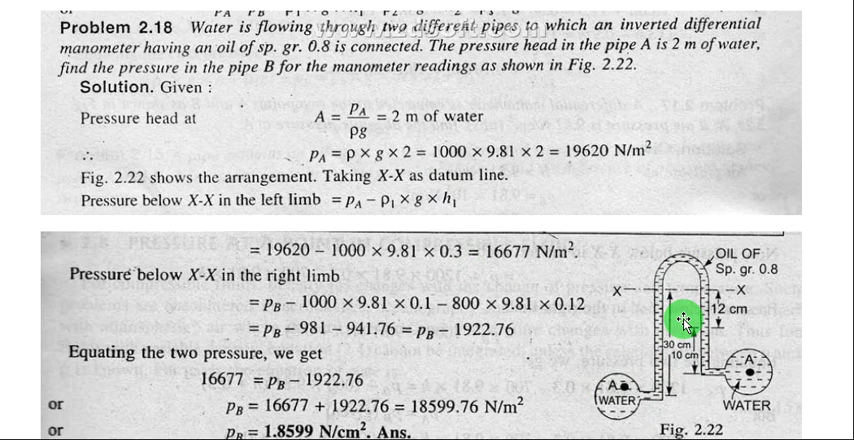 Problem 2.18 Water is flowing through two different pipes to which an inverted differential
manometer having an oil of sp. gr. 0.8 is connected. The pressure head in the pipe A is 2 m of water,
find the pressure in the pipe B for the manometer readings as shown in Fig. 2.22.
Solution. Given :
Pressure head at A = pA/ρg = 2 m of water
∴ pA = ρ × g × 2 = 1000 × 9.81 × 2 = 19620 N/m²
Fig. 2.22 shows the arrangement. Taking X-X as datum line.
Pressure below X-X in the left limb = pA – ρ1 × g × h1
= 19620 – 1000 × 9.81 × 0.3 = 16677 N/m².
Pressure below X-X in the right limb
= pB – 1000 × 9.81 × 0.1 – 800 × 9.81 × 0.12
= pB – 981 – 941.76 = pB – 1922.76
Equating the two pressure, we get
16677 = pB – 1922.76
or pB = 16677 + 1922.76 = 18599.76 N/m²
or pB = 1.8599 N/cm². Ans.
OIL OF
Sp. gr. 0.8
X
X
12 cm
30 cm
10 cm
A
WATER
A
WATER
Fig. 2.22